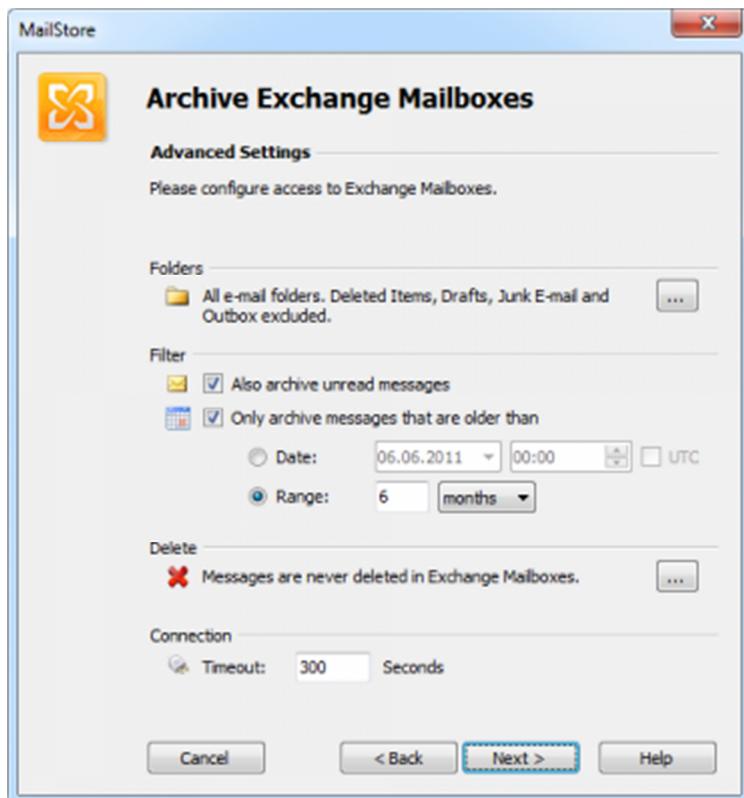 MailStore
Archive Exchange Mailboxes
Advanced Settings
Please configure access to Exchange Mailboxes.
Folders
All e-mail folders. Deleted Items, Drafts, Junk E-mail and
Outbox excluded.
...
Filter
Also archive unread messages
Only archive messages that are older than
Date: 06.06.2011 00:00 UTC
Range: 6 months
Delete
Messages are never deleted in Exchange Mailboxes. ...
Connection
Timeout: 300 Seconds
Cancel < Back Next > Help